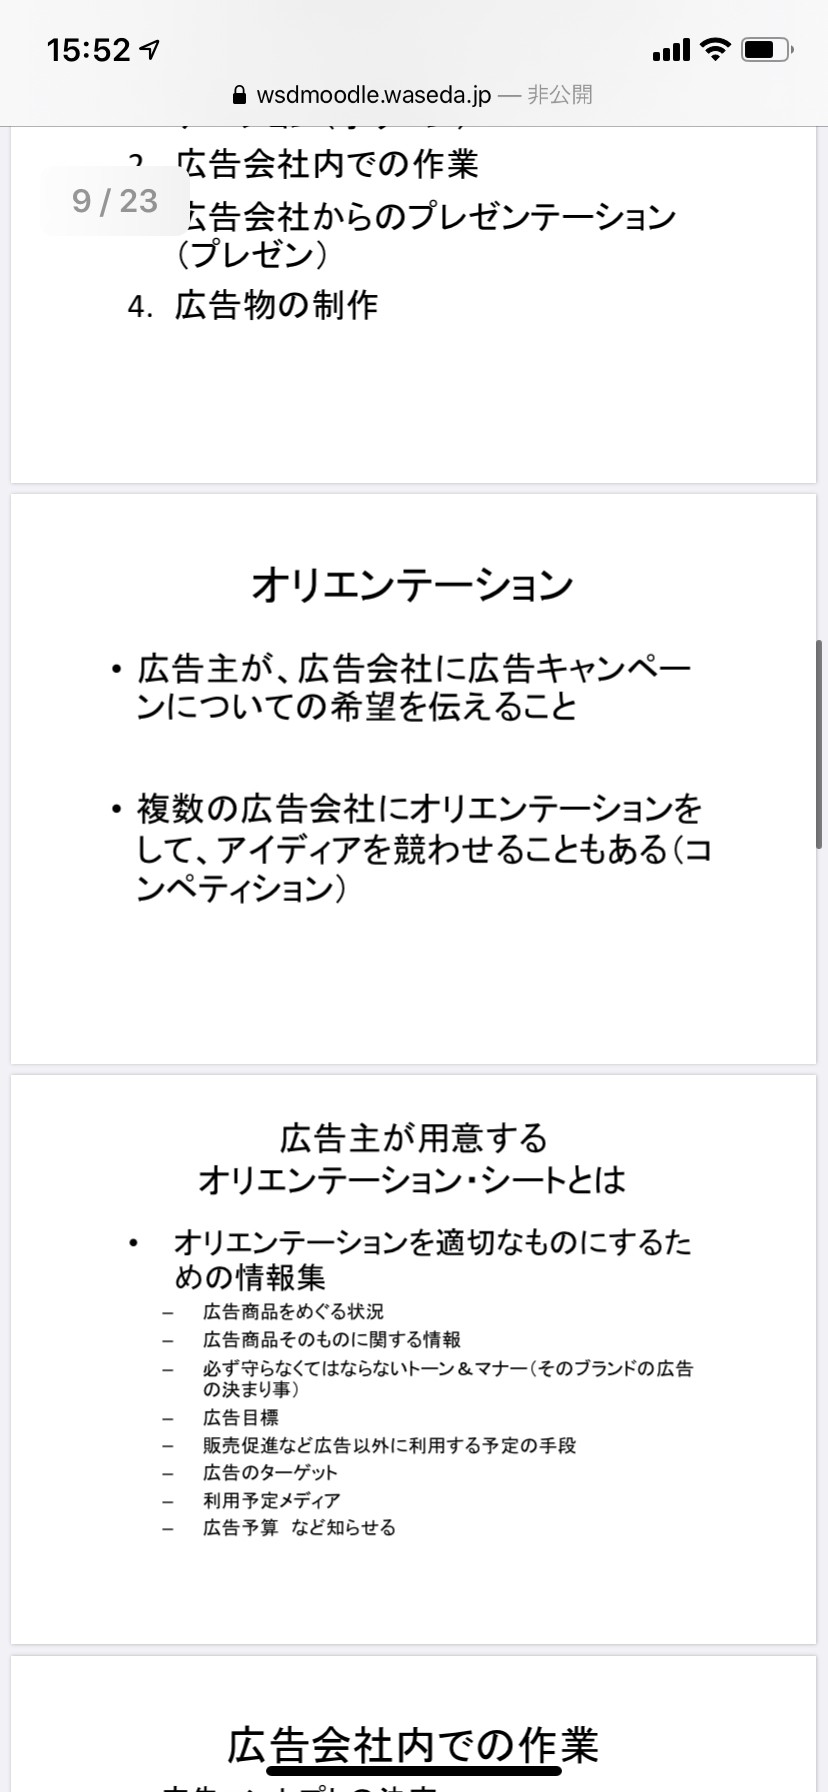 15:52
wsdmoodle.waseda.jp — 非公開
2. 広告会社内での作業
9 / 23
広告会社からのプレゼンテーション
（プレゼン）
4. 広告物の制作
オリエンテーション
• 広告主が、広告会社に広告キャンペー
ンについての希望を伝えること
• 複数の広告会社にオリエンテーションを
して、アイディアを競わせることもある（コ
ンペティション）
広告主が用意する
オリエンテーション・シートとは
• オリエンテーションを適切なものにするた
めの情報集
– 広告商品をめぐる状況
– 広告商品そのものに関する情報
– 必ず守らなくてはならないトーン＆マナー（そのブランドの広告
の決まり事）
– 広告目標
– 販売促進など広告以外に利用する予定の手段
– 広告のターゲット
– 利用予定メディア
– 広告予算 など知らせる
広告会社内での作業